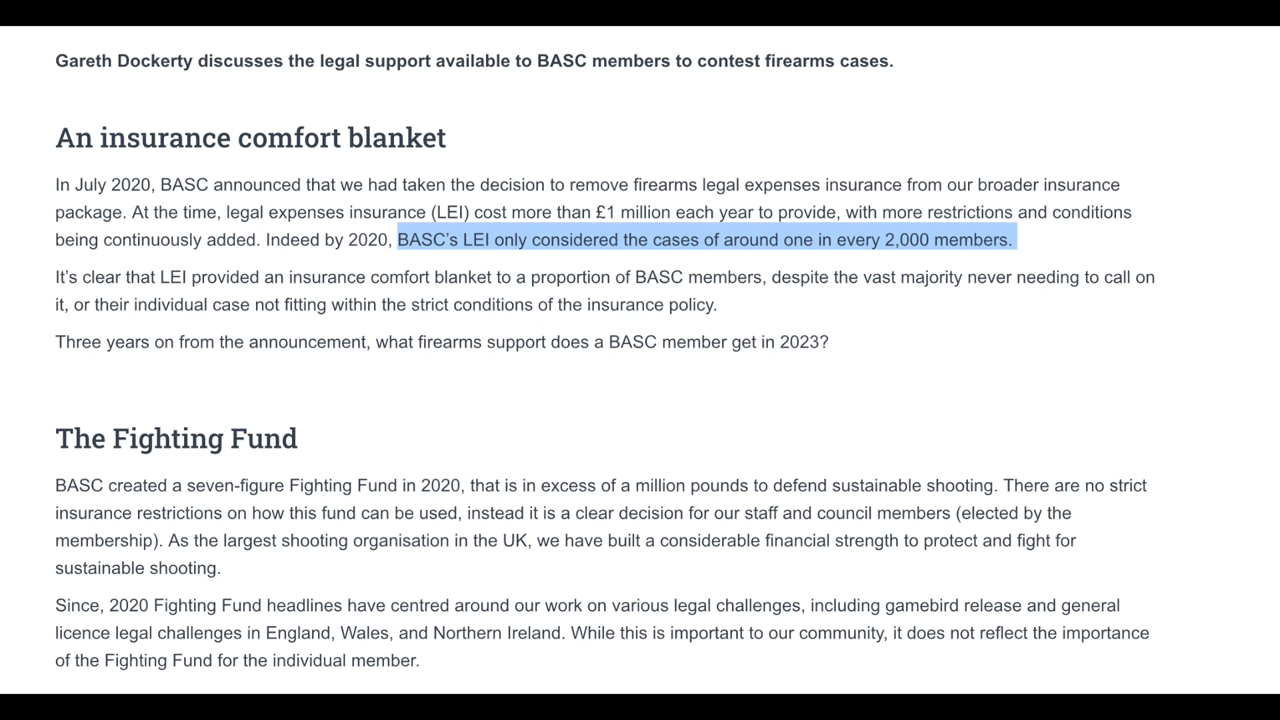 Gareth Dockerty discusses the legal support available to BASC members to contest firearms cases.
An insurance comfort blanket
In July 2020, BASC announced that we had taken the decision to remove firearms legal expenses insurance from our broader insurance
package. At the time, legal expenses insurance (LEI) cost more than £1 million each year to provide, with more restrictions and conditions
being continuously added. Indeed by 2020, BASC’s LEI only considered the cases of around one in every 2,000 members.
It’s clear that LEI provided an insurance comfort blanket to a proportion of BASC members, despite the vast majority never needing to call on
it, or their individual case not fitting within the strict conditions of the insurance policy.
Three years on from the announcement, what firearms support does a BASC member get in 2023?
The Fighting Fund
BASC created a seven-figure Fighting Fund in 2020, that is in excess of a million pounds to defend sustainable shooting. There are no strict
insurance restrictions on how this fund can be used, instead it is a clear decision for our staff and council members (elected by the
membership). As the largest shooting organisation in the UK, we have built a considerable financial strength to protect and fight for
sustainable shooting.
Since, 2020 Fighting Fund headlines have centred around our work on various legal challenges, including gamebird release and general
licence legal challenges in England, Wales, and Northern Ireland. While this is important to our community, it does not reflect the importance
of the Fighting Fund for the individual member.